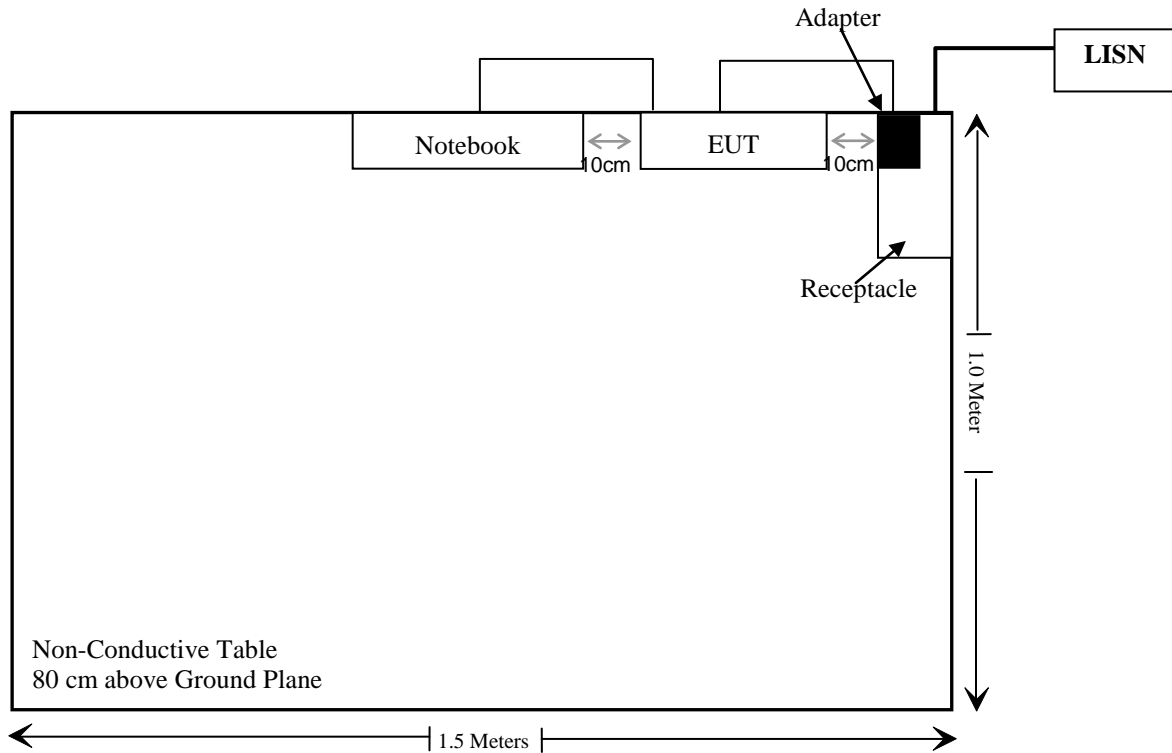 Adapter
LISN
Notebook
10cm
EUT
10cm
Receptacle
1.0 Meter
Non-Conductive Table
80 cm above Ground Plane
1.5 Meters